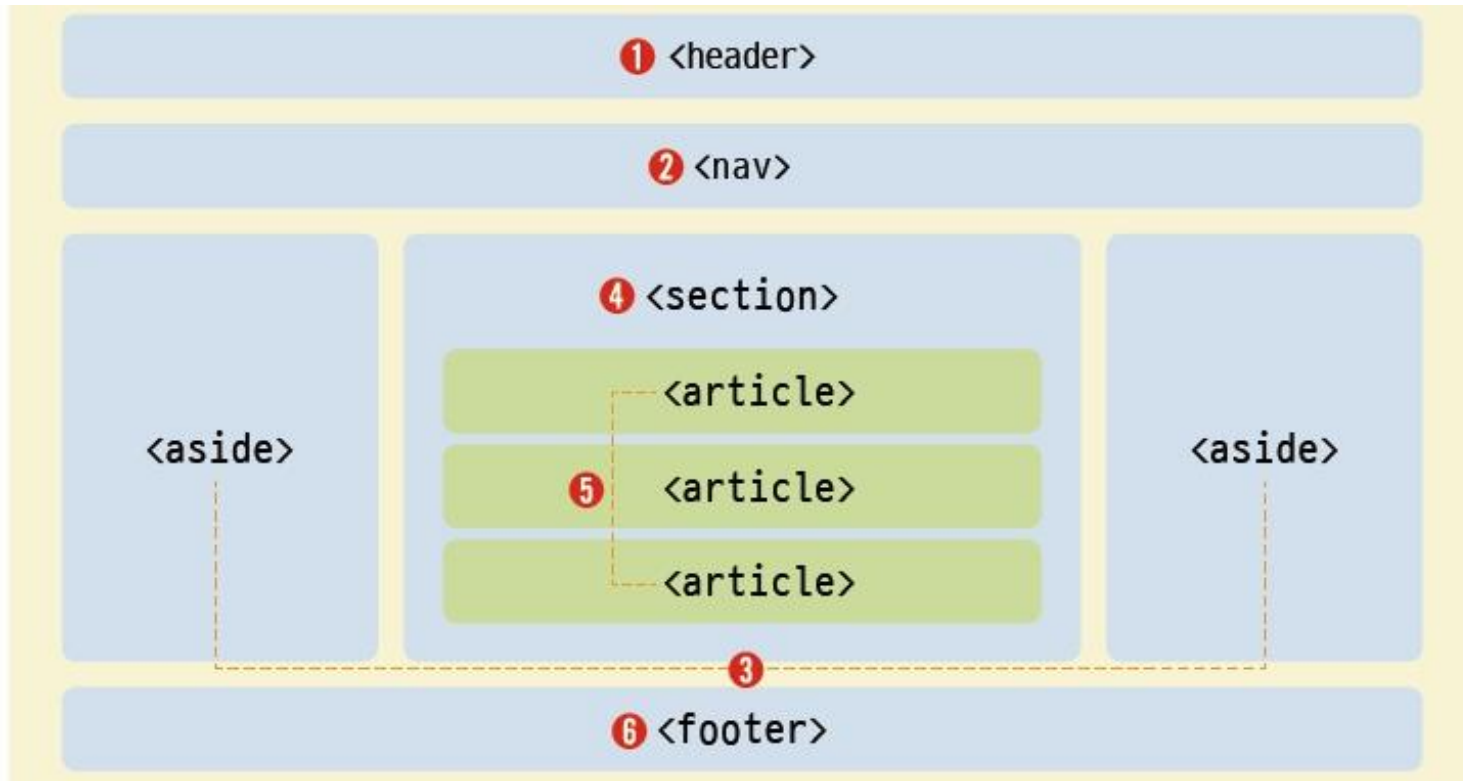 1 <header>
2 <nav>
4 <section>
<article>
<aside>
5 <article>
<aside>
<article>
3
6 <footer>